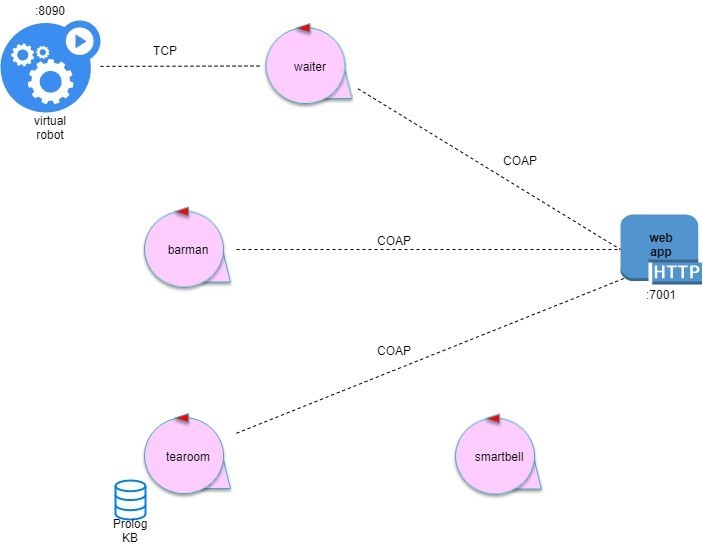 :8090
TCP
waiter
virtual
robot
COAP
barman
COAP
web
app
HTTP
:7001
COAP
tearoom
smartbell
Prolog
KB